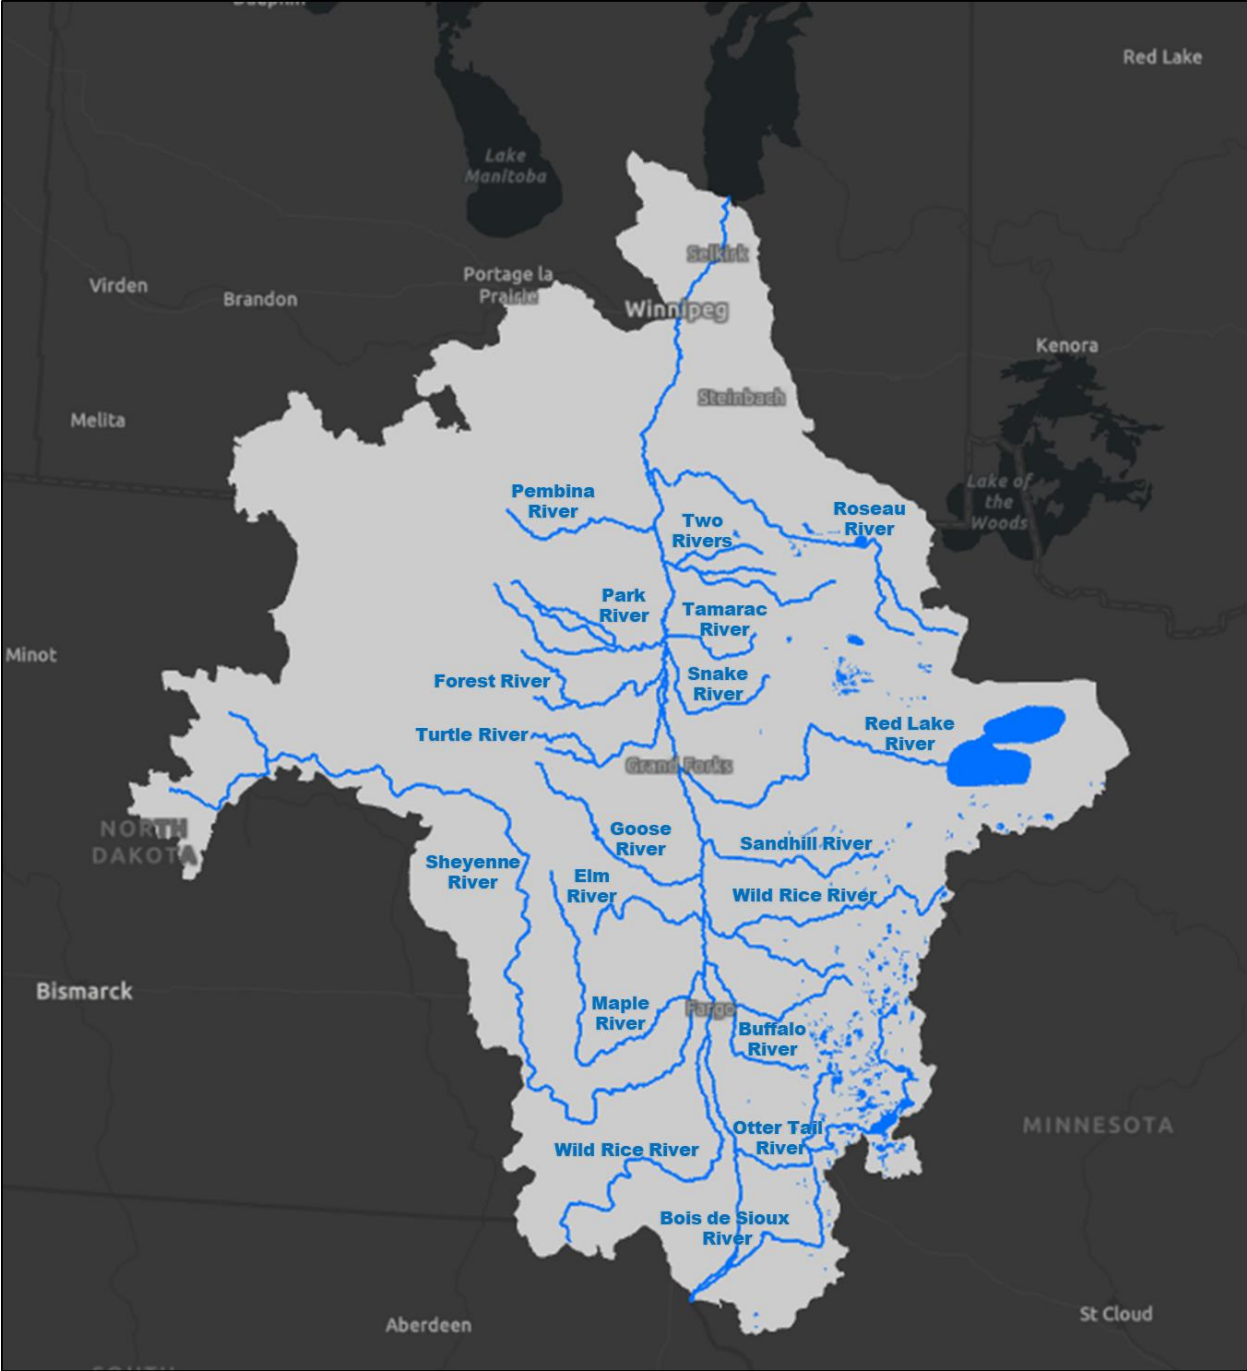 Dauphin
Red Lake
Lake
Manitoba
Selkirk
Virden
Brandon
Portage la
Prairie
Winnipeg
Kenora
Steinbach
Melita
Lake of
the
Woods
Pembina
River
Two
Rivers
Roseau
River
Park
River
Tamarac
River
Minot
Forest River
Snake
River
Turtle River
Red Lake
River
Grand Forks
NORTH
DAKOTA
Goose
River
Sandhill River
Sheyenne
River
Elm
River
Wild Rice River
Bismarck
Maple
River
Fargo
Buffalo
River
Otter Tail
River
MINNESOTA
Wild Rice River
Bois de Sioux
River
Aberdeen
St Cloud
SOUTH